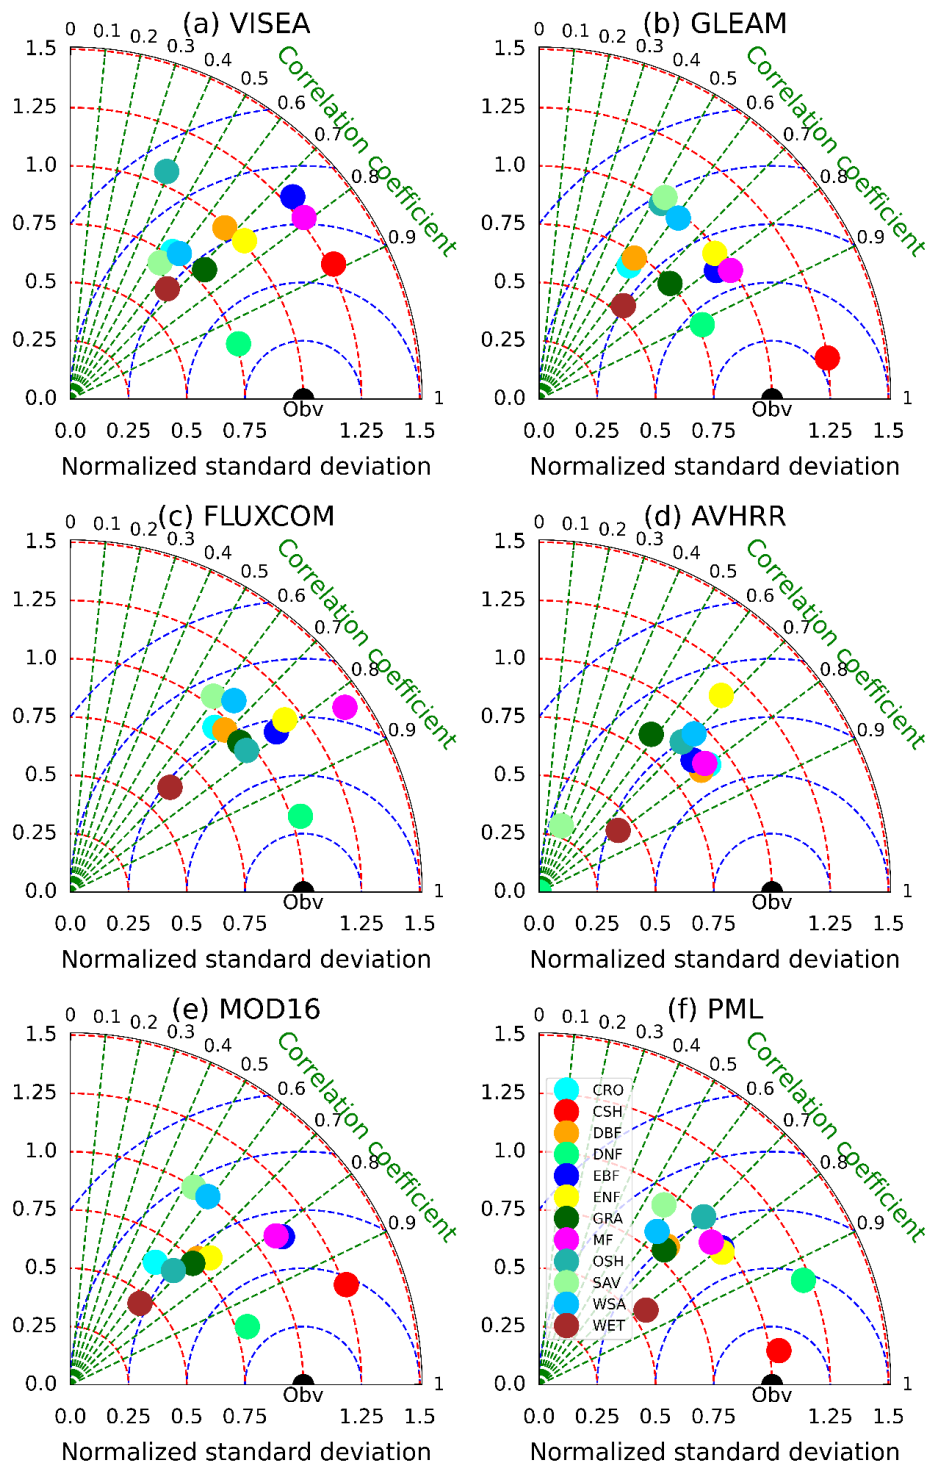 (a) VISEA
0 0.1 0.2 0.3 0.4 0.5 0.6 0.7 0.8 0.9 1
Correlation coefficient
1.5
1.25
1.0
0.75
0.5
0.25
0.0
Obv
0.0 0.25 0.5 0.75 1.25 1.5
Normalized standard deviation
(b) GLEAM
0 0.1 0.2 0.3 0.4 0.5 0.6 0.7 0.8 0.9 1
Correlation coefficient
1.5
1.25
1.0
0.75
0.5
0.25
0.0
Obv
0.0 0.25 0.5 0.75 1.25 1.5
Normalized standard deviation
(c) FLUXCOM
0 0.1 0.2 0.3 0.4 0.5 0.6 0.7 0.8 0.9 1
Correlation coefficient
1.5
1.25
1.0
0.75
0.5
0.25
0.0
Obv
0.0 0.25 0.5 0.75 1.25 1.5
Normalized standard deviation
(d) AVHRR
0 0.1 0.2 0.3 0.4 0.5 0.6 0.7 0.8 0.9 1
Correlation coefficient
1.5
1.25
1.0
0.75
0.5
0.25
0.0
Obv
0.0 0.25 0.5 0.75 1.25 1.5
Normalized standard deviation
(e) MOD16
0 0.1 0.2 0.3 0.4 0.5 0.6 0.7 0.8 0.9 1
Correlation coefficient
1.5
1.25
1.0
0.75
0.5
0.25
0.0
Obv
0.0 0.25 0.5 0.75 1.25 1.5
Normalized standard deviation
(f) PML
0 0.1 0.2 0.3 0.4 0.5 0.6 0.7 0.8 0.9 1
Correlation coefficient
1.5
1.25
1.0
0.75
0.5
0.25
0.0
CRO
CSH
DBF
DNF
EBF
ENF
GRA
MF
OSH
SAV
WSA
WET
Obv
0.0 0.25 0.5 0.75 1.25 1.5
Normalized standard deviation